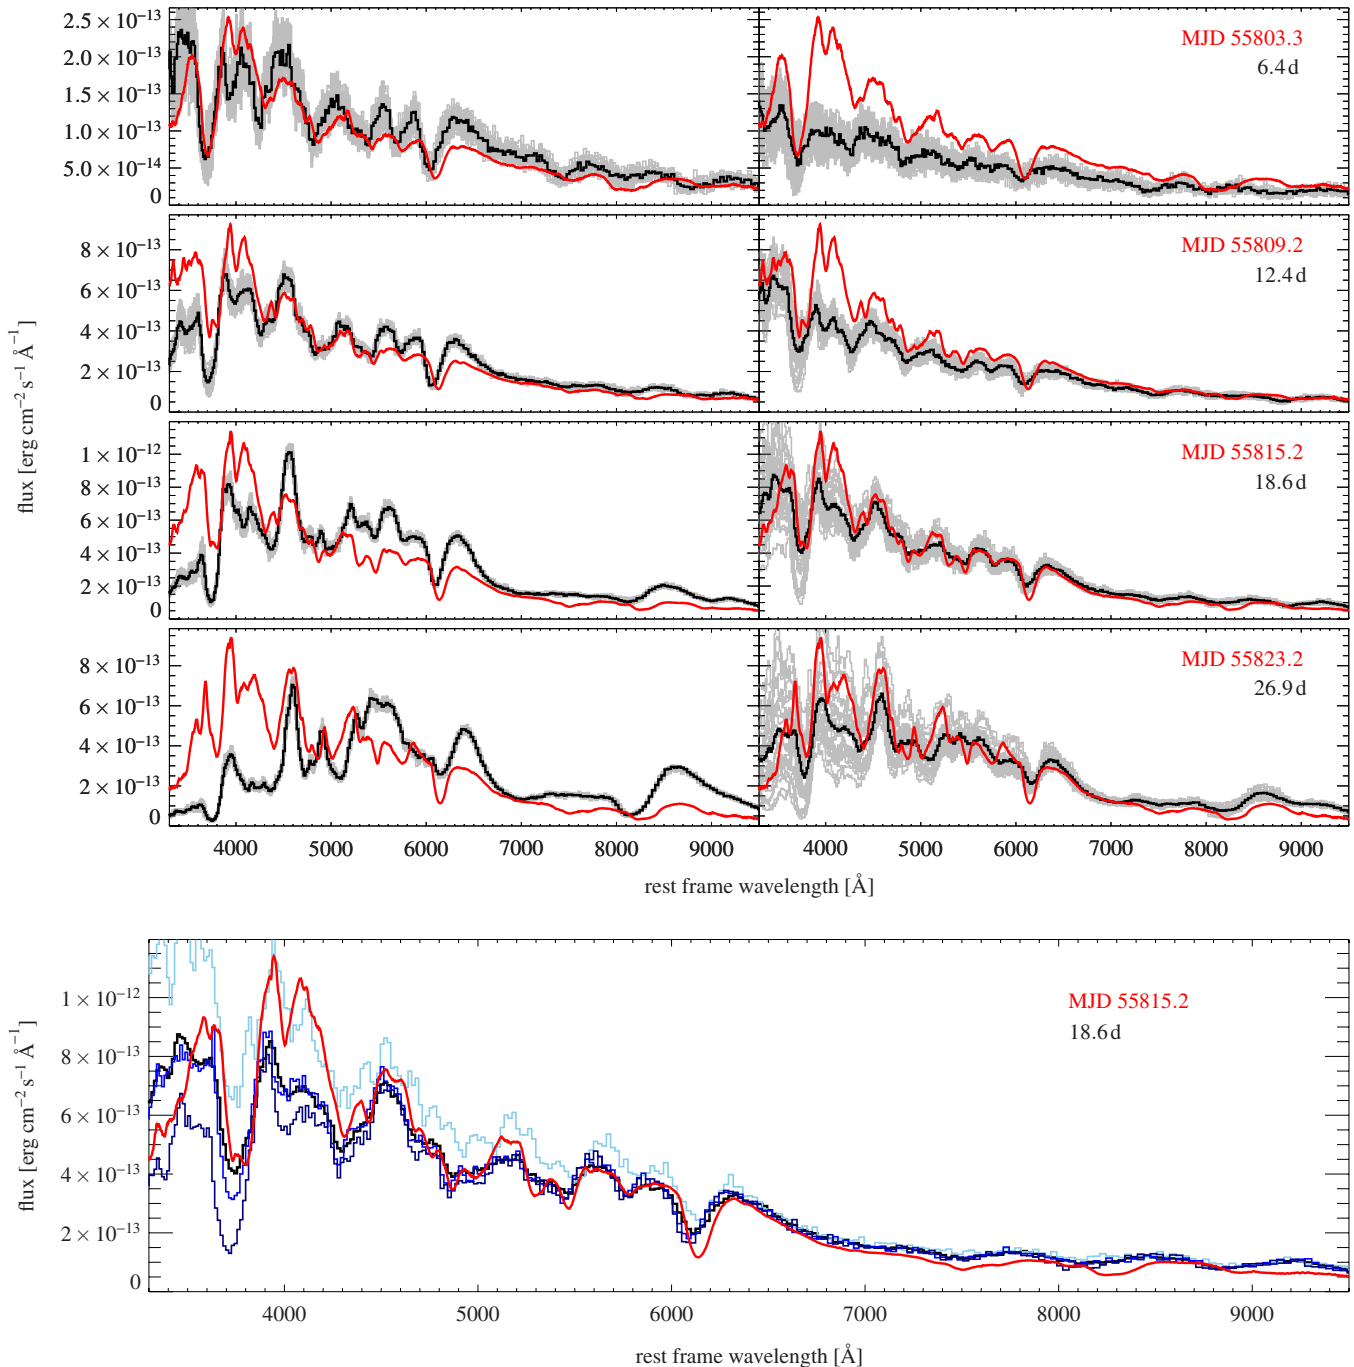 2.5 × 10⁻¹³
2.0 × 10⁻¹³
1.5 × 10⁻¹³
1.0 × 10⁻¹³
5.0 × 10⁻¹⁴
0
MJD 55803.3
6.4 d
8 × 10⁻¹³
6 × 10⁻¹³
4 × 10⁻¹³
2 × 10⁻¹³
0
MJD 55809.2
12.4 d
flux [erg cm⁻² s⁻¹ Å⁻¹]
1 × 10⁻¹²
8 × 10⁻¹³
6 × 10⁻¹³
4 × 10⁻¹³
2 × 10⁻¹³
0
MJD 55815.2
18.6 d
8 × 10⁻¹³
6 × 10⁻¹³
4 × 10⁻¹³
2 × 10⁻¹³
0
MJD 55823.2
26.9 d
4000 5000 6000 7000 8000 9000 4000 5000 6000 7000 8000 9000
rest frame wavelength [Å] rest frame wavelength [Å]
1 × 10⁻¹²
8 × 10⁻¹³
6 × 10⁻¹³
4 × 10⁻¹³
2 × 10⁻¹³
0
flux [erg cm⁻² s⁻¹ Å⁻¹]
MJD 55815.2
18.6 d
4000 5000 6000 7000 8000 9000
rest frame wavelength [Å]